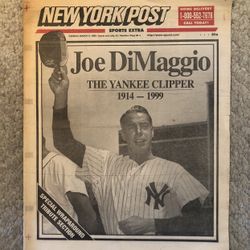 NEW YORK POST
HOME DELIVERY
1-800-552-7678
CALL TODAY!
SPORTS EXTRA
Joe DiMaggio
THE YANKEE CLIPPER
1914 — 1999
SPECIAL WRAPAROUND
TRIBUTE SECTION